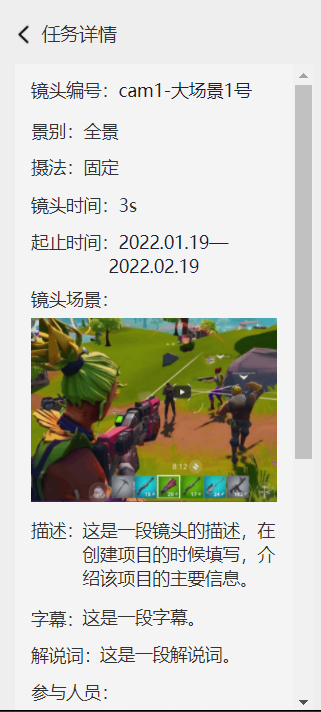 任务详情
镜头编号：cam1-大场景1号
景别：全景
摄法：固定
镜头时间：3s
起止时间：2022.01.19—
2022.02.19
镜头场景：
8:12
描述：这是一段镜头的描述，在
创建项目的时候填写，介
绍该项目的主要信息。
字幕：这是一段字幕。
解说词：这是一段解说词。
参与人员：